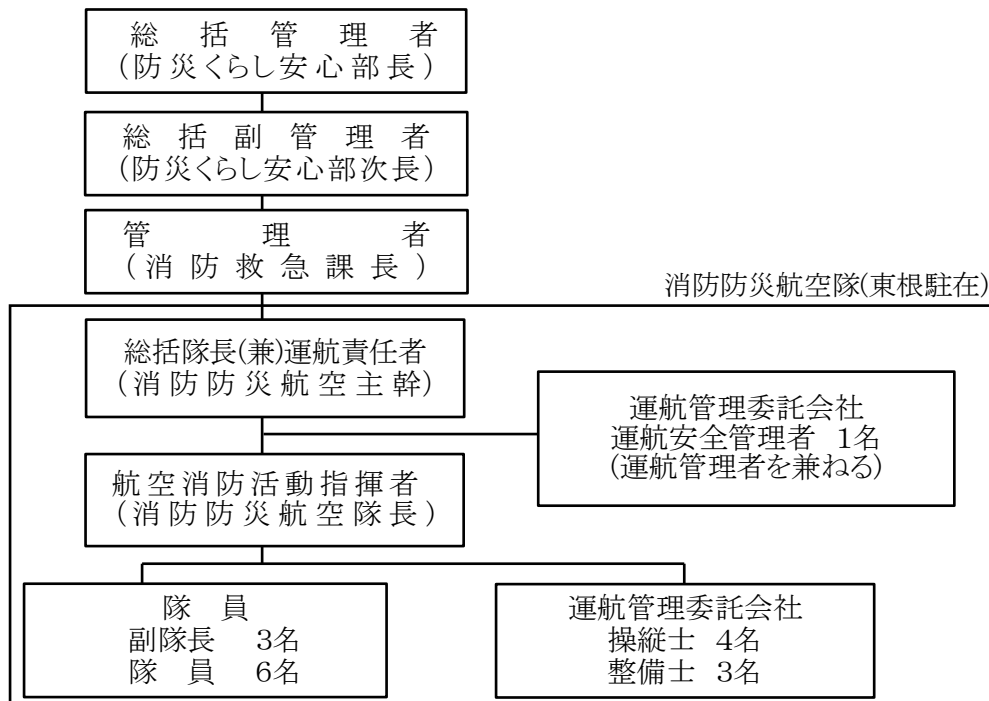 総括管理者
(防災くらし安心部長)
総括副管理者
(防災くらし安心部次長)
管理者
(消防救急課長)
消防防災航空隊(東根駐在)
総括隊長(兼)運航責任者
(消防防災航空主幹)
運航管理委託会社
運航安全管理者 1名
(運航管理者を兼ねる)
航空消防活動指揮者
(消防防災航空隊長)
隊員
副隊長 3名
隊員 6名
運航管理委託会社
操縦士 4名
整備士 3名